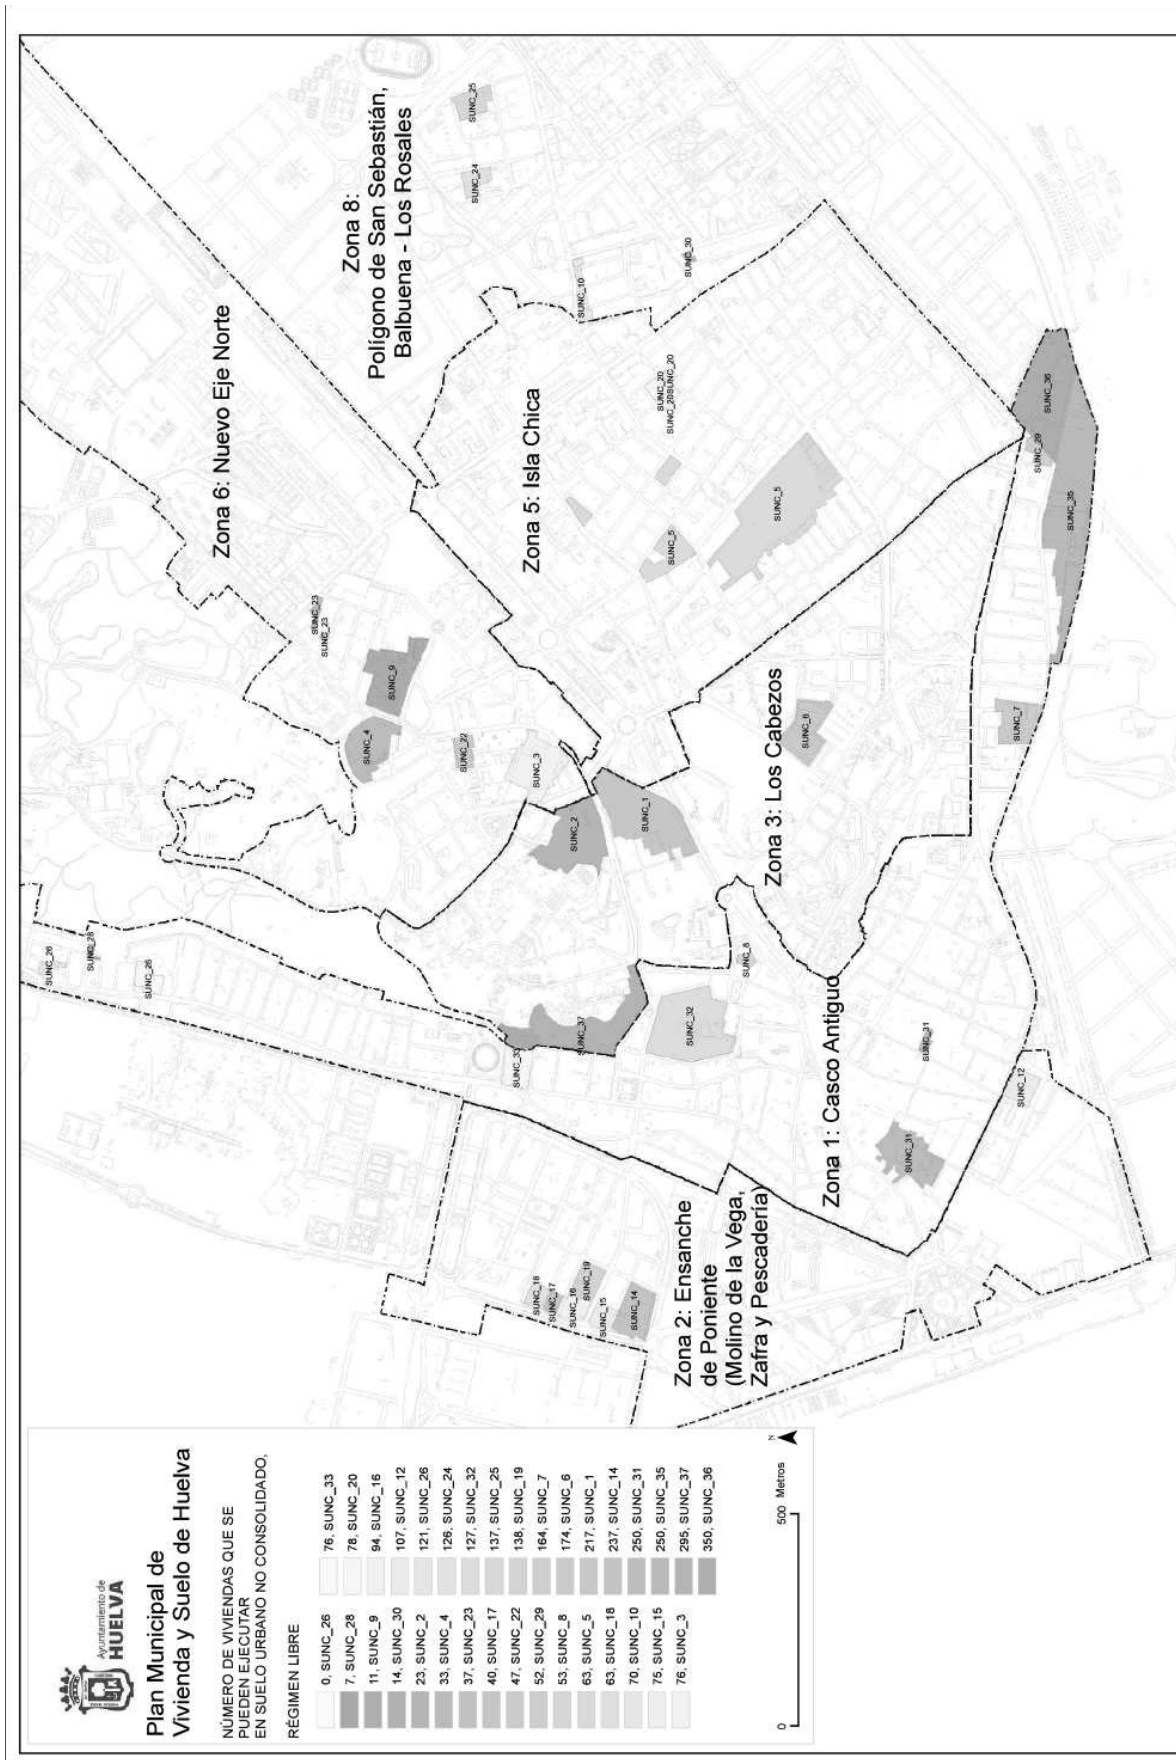 Ayuntamiento de
HUELVA
Plan Municipal de
Vivienda y Suelo de Huelva
NÚMERO DE VIVIENDAS QUE SE
PUEDEN EJECUTAR
EN SUELO URBANO NO CONSOLIDADO,
RÉGIMEN LIBRE
0, SUNC_26
7, SUNC_28
11, SUNC_9
14, SUNC_30
23, SUNC_2
33, SUNC_4
37, SUNC_23
40, SUNC_17
47, SUNC_22
52, SUNC_29
53, SUNC_8
63, SUNC_5
63, SUNC_18
70, SUNC_10
75, SUNC_15
76, SUNC_3
76, SUNC_33
78, SUNC_20
94, SUNC_16
107, SUNC_12
121, SUNC_26
126, SUNC_24
127, SUNC_32
137, SUNC_25
138, SUNC_19
164, SUNC_7
174, SUNC_6
217, SUNC_1
237, SUNC_14
250, SUNC_31
250, SUNC_35
295, SUNC_37
350, SUNC_36
0
500 Metros
N
Zona 6: Nuevo Eje Norte
Zona 8:
Polígono de San Sebastián,
Balbuena - Los Rosales
Zona 5: Isla Chica
Zona 3: Los Cabezos
Zona 1: Casco Antiguo
Zona 2: Ensanche
de Poniente
(Molino de la Vega,
Zafra y Pescadería)
SUNC_26
SUNC_28
SUNC_26
SUNC_23
SUNC_23
SUNC_9
SUNC_4
SUNC_22
SUNC_3
SUNC_2
SUNC_1
SUNC_25
SUNC_24
SUNC_10
SUNC_30
SUNC_20
SUNC_20SUNC_20
SUNC_5
SUNC_5
SUNC_6
SUNC_7
SUNC_29
SUNC_35
SUNC_8
SUNC_32
SUNC_37
SUNC_33
SUNC_31
SUNC_31
SUNC_12
SUNC_18
SUNC_17
SUNC_16
SUNC_19
SUNC_15
SUNC_14